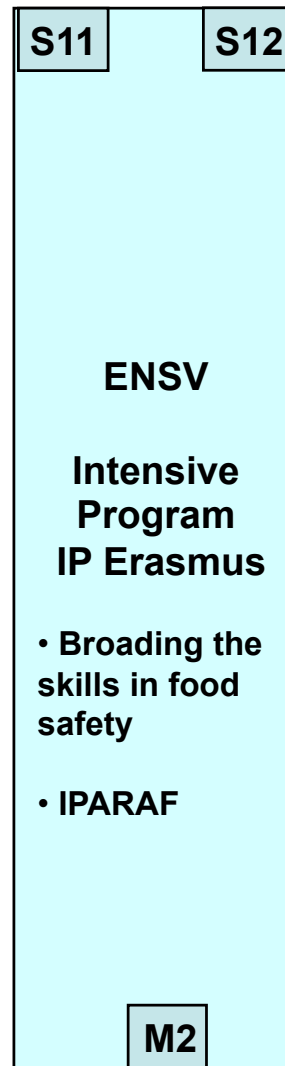 S11 S12
ENSV
Intensive
Program
IP Erasmus
• Broading the
skills in food
safety
• IPARAF
M2